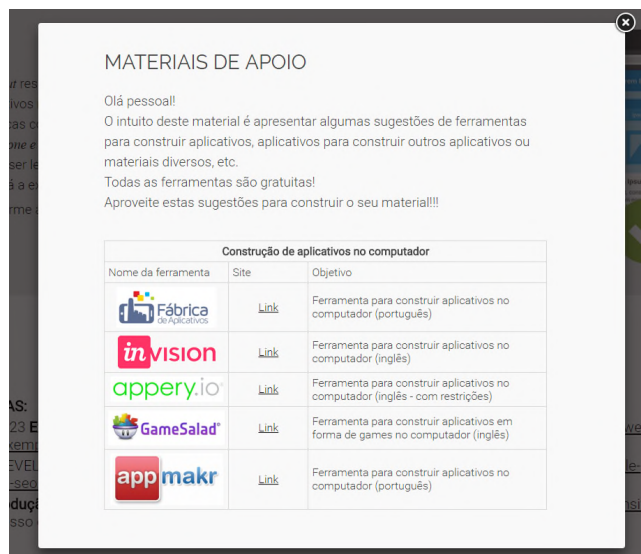 MATERIAIS DE APOIO
Olá pessoal!
O intuito deste material é apresentar algumas sugestões de ferramentas
para construir aplicativos, aplicativos para construir outros aplicativos ou
materiais diversos, etc.
Todas as ferramentas são gratuitas!
Aproveite estas sugestões para construir o seu material!!!
Construção de aplicativos no computador
Nome da ferramenta Site Objetivo
Fábrica de Aplicativos Link Ferramenta para construir aplicativos no
computador (português)
invision Link Ferramenta para construir aplicativos no
computador (inglês)
appery.io Link Ferramenta para construir aplicativos no
computador (inglês - com restrições)
GameSalad Link Ferramenta para construir aplicativos em
forma de games no computador (inglês)
appmakr Link Ferramenta para construir aplicativos no
computador (português)